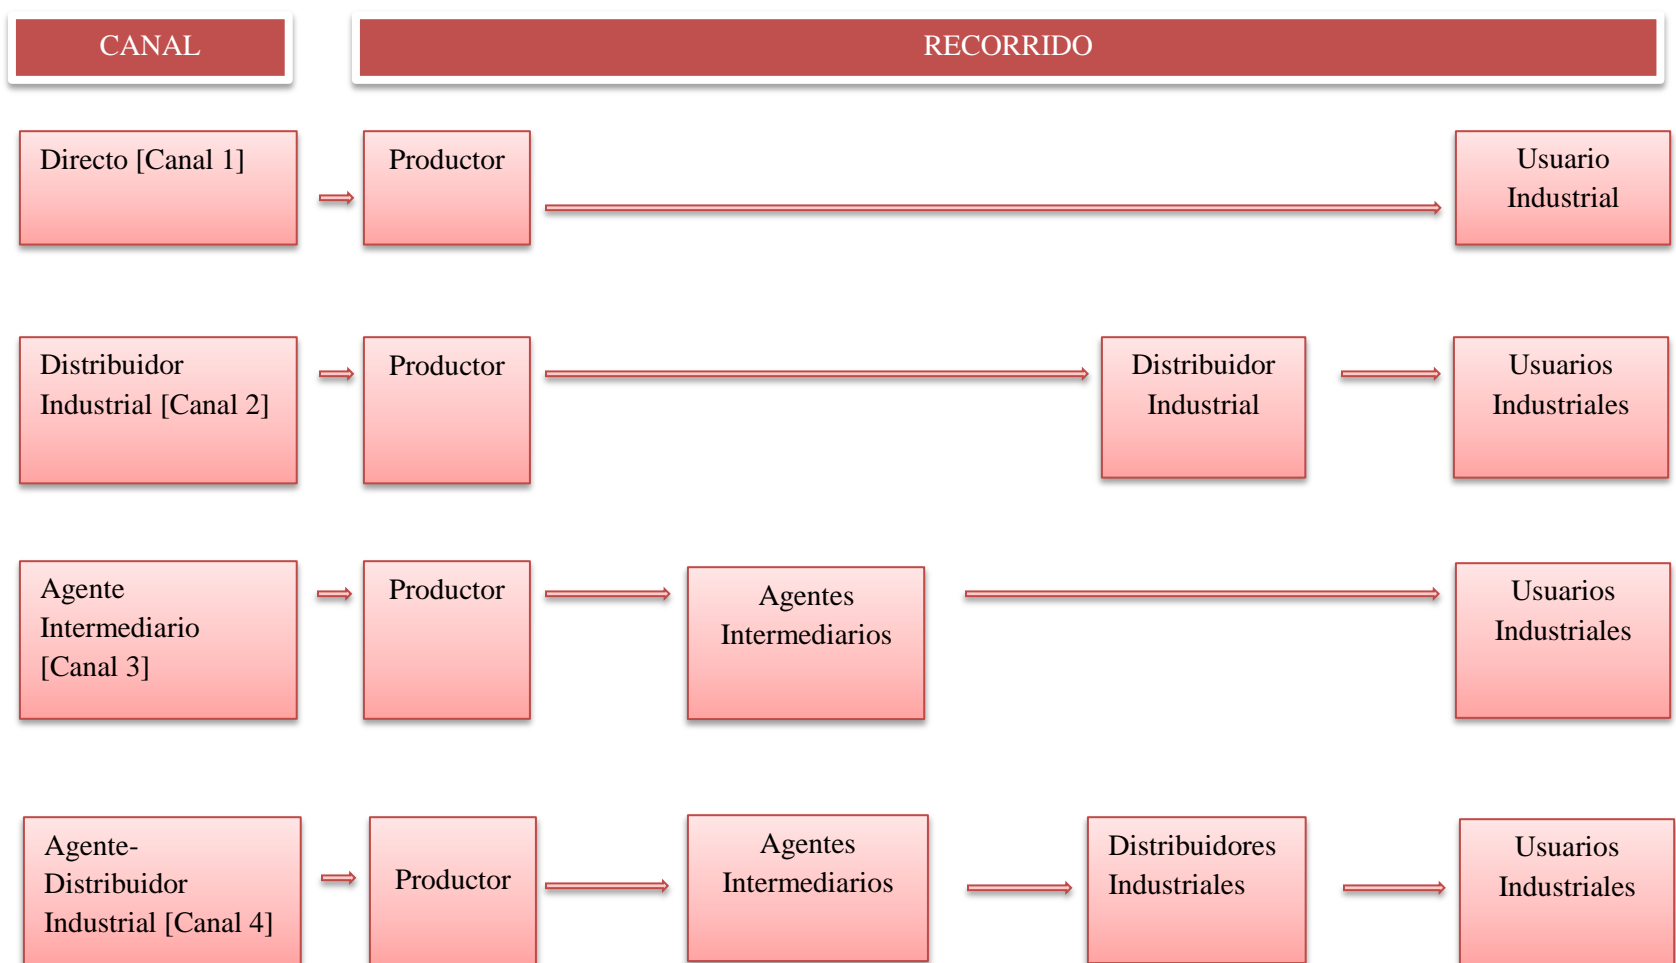 CANAL
RECORRIDO
Directo [Canal 1]
Productor
Usuario
Industrial
Distribuidor
Industrial [Canal 2]
Productor
Distribuidor
Industrial
Usuarios
Industriales
Agente
Intermediario
[Canal 3]
Productor
Agentes
Intermediarios
Usuarios
Industriales
Agente-
Distribuidor
Industrial [Canal 4]
Productor
Agentes
Intermediarios
Distribuidores
Industriales
Usuarios
Industriales